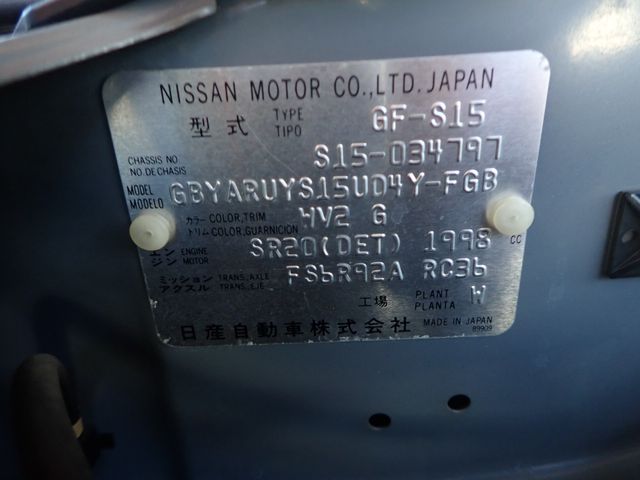 NISSAN MOTOR CO.,LTD. JAPAN
型式 TYPE TIPO GF-S15
CHASSIS NO. NO. DE CHASIS S15-034797
MODEL MODELO GBYARUYS15U04Y-FGB
カラー COLOR, TRIM トリム COLOR, GUARNICION WV2 G
エンジン ENGINE MOTOR SR20(DET) 1998 CC
ミッション TRANS., AXLE アクスル TRANS., EJE FS6R92A RC36
工場 PLANT PLANTA W
日産自動車株式会社 MADE IN JAPAN
89909